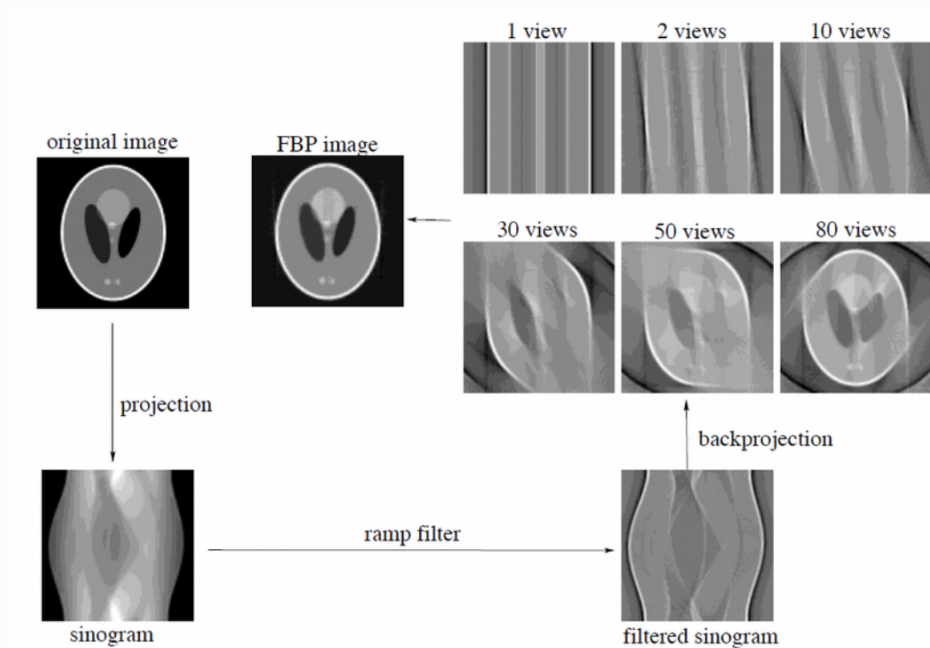 1 view
2 views
10 views
original image
FBP image
30 views
50 views
80 views
projection
backprojection
ramp filter
sinogram
filtered sinogram